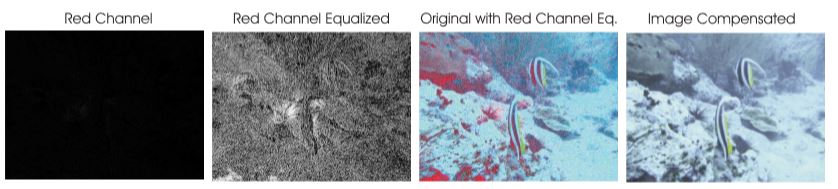 Red Channel
Red Channel Equalized
Original with Red Channel Eq.
Image Compensated